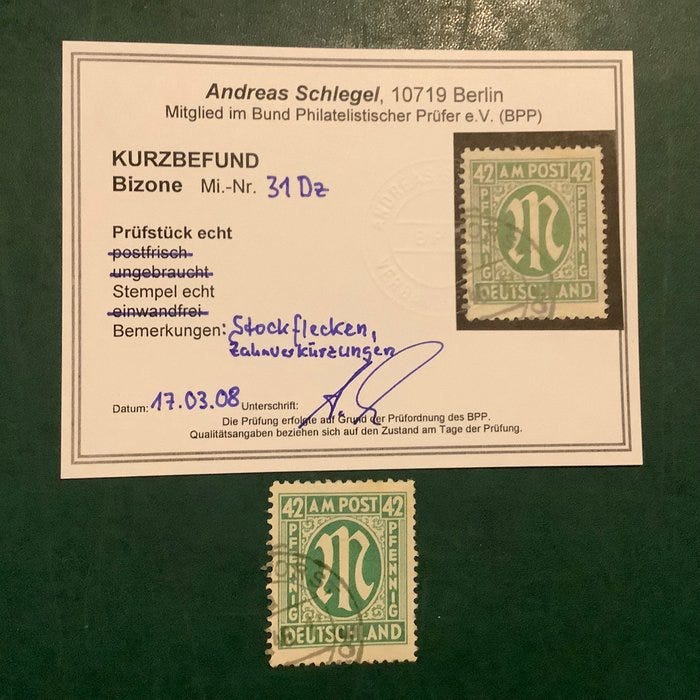 Andreas Schlegel, 10719 Berlin
Mitglied im Bund Philatelistischer Prüfer e.V. (BPP)
KURZBEFUND
Bizone Mi.-Nr. 31 Dz
Prüfstück echt
postfrisch
ungebraucht
Stempel echt
einwandfrei
Bemerkungen: Stockflecken,
Zahnverkürzungen
Datum: 17.03.08 Unterschrift:
Die Prüfung erfolgte auf Grund der Prüfordnung des BPP.
Qualitätsangaben beziehen sich auf den Zustand am Tage der Prüfung.
42 AM POST 42
PFENNIG M PFENNIG
DEUTSCHLAND
42 AM POST 42
PFENNIG M PFENNIG
DEUTSCHLAND